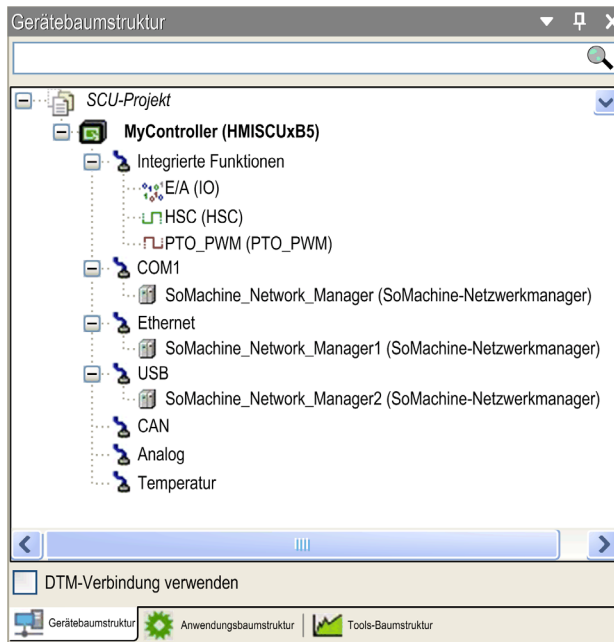 Gerätebaumstruktur
SCU-Projekt
MyController (HMISCUxB5)
Integrierte Funktionen
E/A (IO)
HSC (HSC)
PTO_PWM (PTO_PWM)
COM1
SoMachine_Network_Manager (SoMachine-Netzwerkmanager)
Ethernet
SoMachine_Network_Manager1 (SoMachine-Netzwerkmanager)
USB
SoMachine_Network_Manager2 (SoMachine-Netzwerkmanager)
CAN
Analog
Temperatur
DTM-Verbindung verwenden
Gerätebaumstruktur Anwendungsbaumstruktur Tools-Baumstruktur